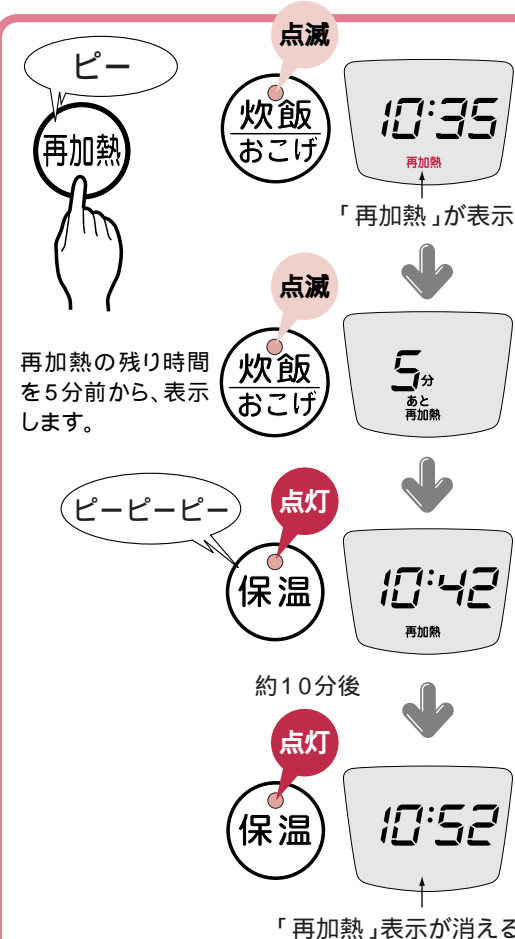 ピー
再加熱
点滅
炊飯
おこげ
10:35
再加熱
「再加熱」が表示
再加熱の残り時間
を5分前から、表示
します。
点滅
炊飯
おこげ
5分
あと
再加熱
ピーピーピー
点灯
保温
10:42
再加熱
約10分後
点灯
保温
10:52
「再加熱」表示が消える